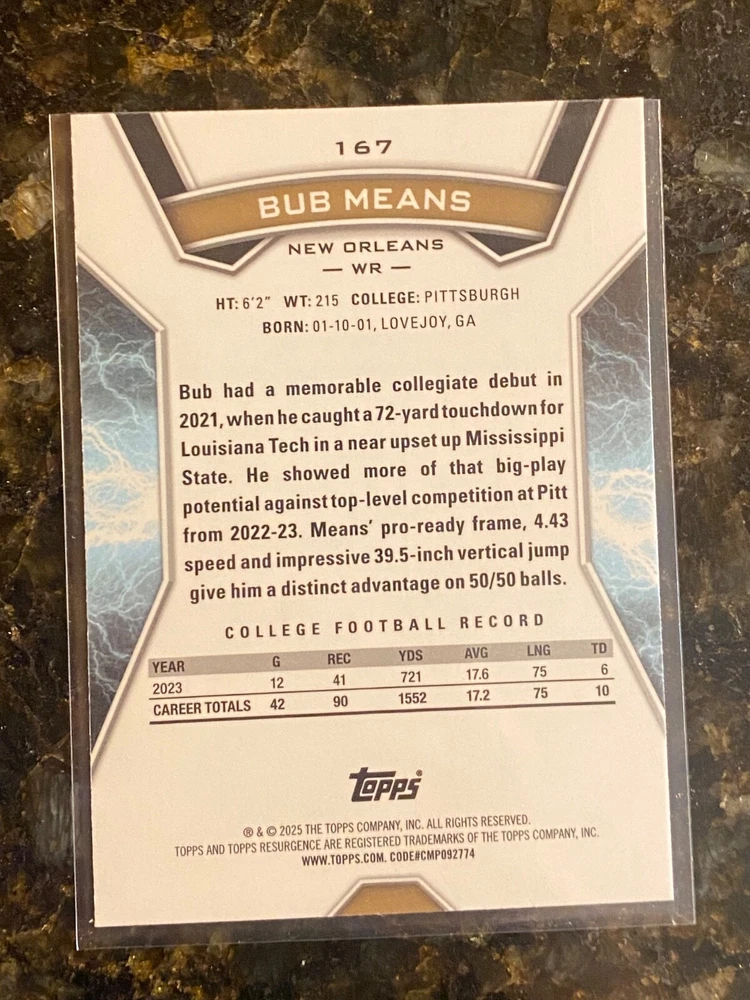 167
BUB MEANS
NEW ORLEANS
— WR —
HT: 6'2" WT: 215 COLLEGE: PITTSBURGH
BORN: 01-10-01, LOVEJOY, GA
Bub had a memorable collegiate debut in
2021, when he caught a 72-yard touchdown for
Louisiana Tech in a near upset up Mississippi
State. He showed more of that big-play
potential against top-level competition at Pitt
from 2022-23. Means' pro-ready frame, 4.43
speed and impressive 39.5-inch vertical jump
give him a distinct advantage on 50/50 balls.
COLLEGE FOOTBALL RECORD
YEAR G REC YDS AVG LNG TD
2023 12 41 721 17.6 75 6
CAREER TOTALS 42 90 1552 17.2 75 10
Topps®
® & © 2025 THE TOPPS COMPANY, INC. ALL RIGHTS RESERVED.
TOPPS AND TOPPS RESURGENCE ARE REGISTERED TRADEMARKS OF THE TOPPS COMPANY, INC.
WWW.TOPPS.COM. CODE#CMP092774